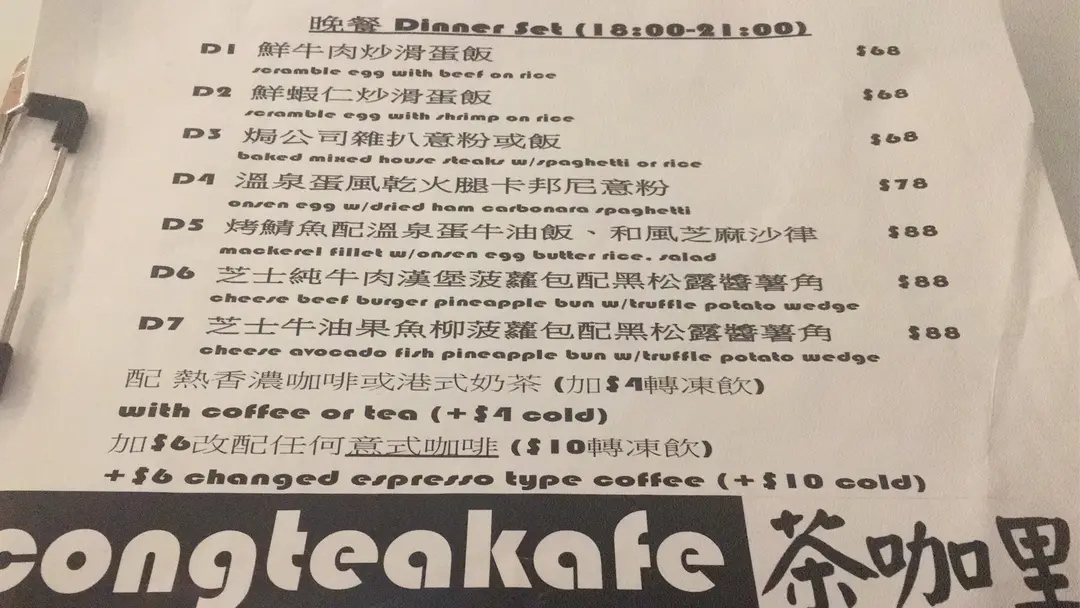 晚餐 Dinner Set (18:00-21:00)
D1 鮮牛肉炒滑蛋飯 $68
scramble egg with beef on rice
D2 鮮蝦仁炒滑蛋飯 $68
scramble egg with shrimp on rice
D3 焗公司雜扒意粉或飯 $68
baked mixed house steaks w/spaghetti or rice
D4 溫泉蛋風乾火腿卡邦尼意粉 $78
onsen egg w/dried ham carbonara spaghetti
D5 烤鯖魚配溫泉蛋牛油飯、和風芝麻沙律 $88
mackerel fillet w/onsen egg butter rice. salad
D6 芝士純牛肉漢堡菠蘿包配黑松露醬薯角 $88
cheese beef burger pineapple bun w/truffle potato wedge
D7 芝士牛油果魚柳菠蘿包配黑松露醬薯角 $88
cheese avocado fish pineapple bun w/truffle potato wedge
配 熱香濃咖啡或港式奶茶 (加$4轉凍飲)
with coffee or tea (+$4 cold)
加$6改配任何意式咖啡 ($10轉凍飲)
+$6 changed espresso type coffee (+$10 cold)
congteakafe 茶咖里